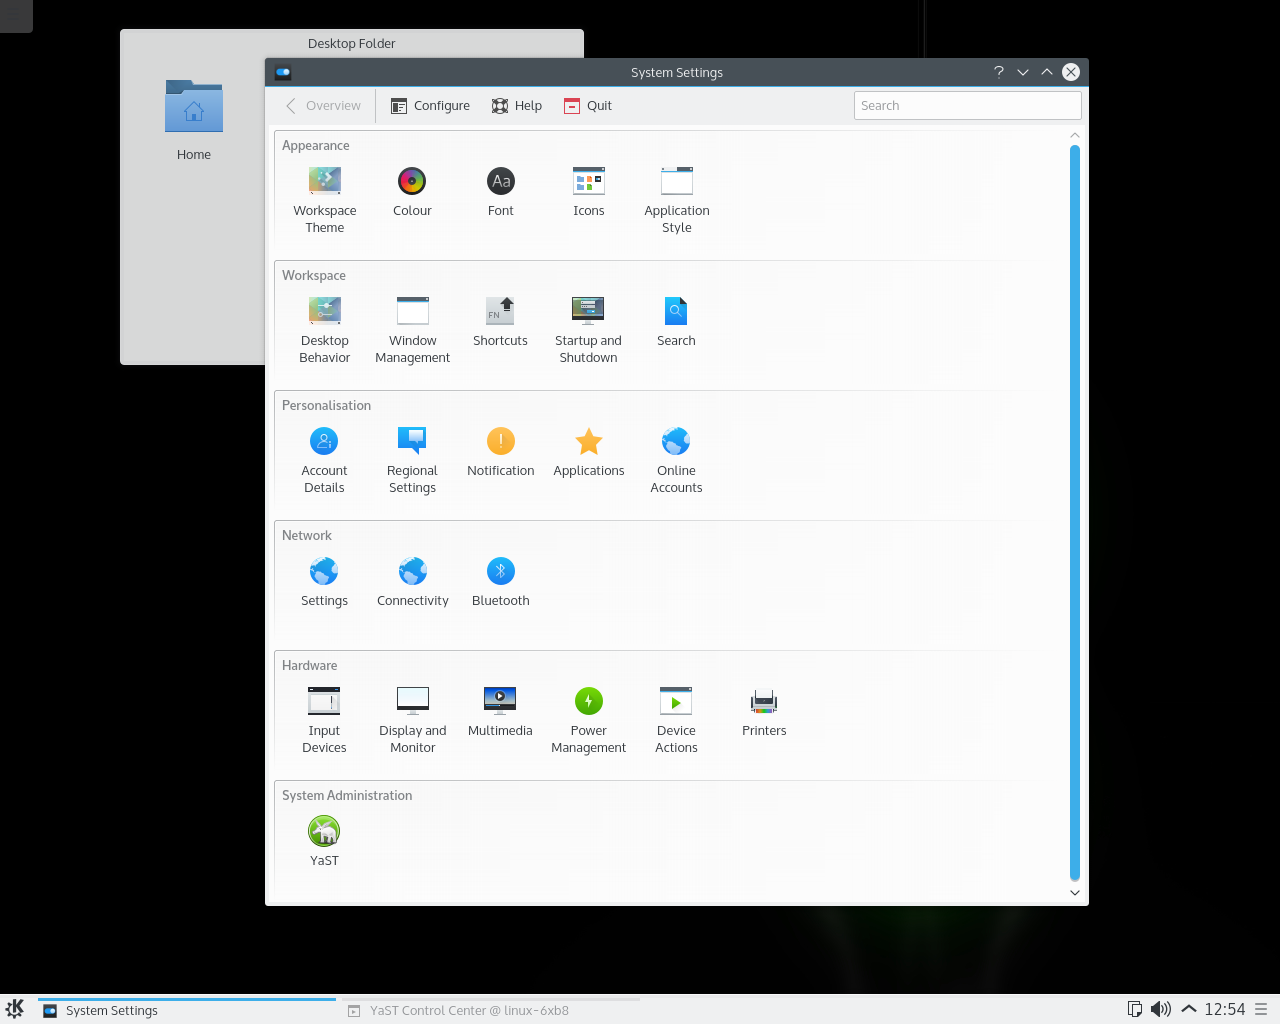 Desktop Folder
Home
System Settings
Overview
Configure
Help
Quit
Search
Appearance
Workspace
Theme
Colour
Font
Icons
Application
Style
Workspace
Desktop
Behavior
Window
Management
Shortcuts
Startup and
Shutdown
Search
Personalisation
Account
Details
Regional
Settings
Notification
Applications
Online
Accounts
Network
Settings
Connectivity
Bluetooth
Hardware
Input
Devices
Display and
Monitor
Multimedia
Power
Management
Device
Actions
Printers
System Administration
YaST
System Settings
YaST Control Center @ linux-6xb8
12:54